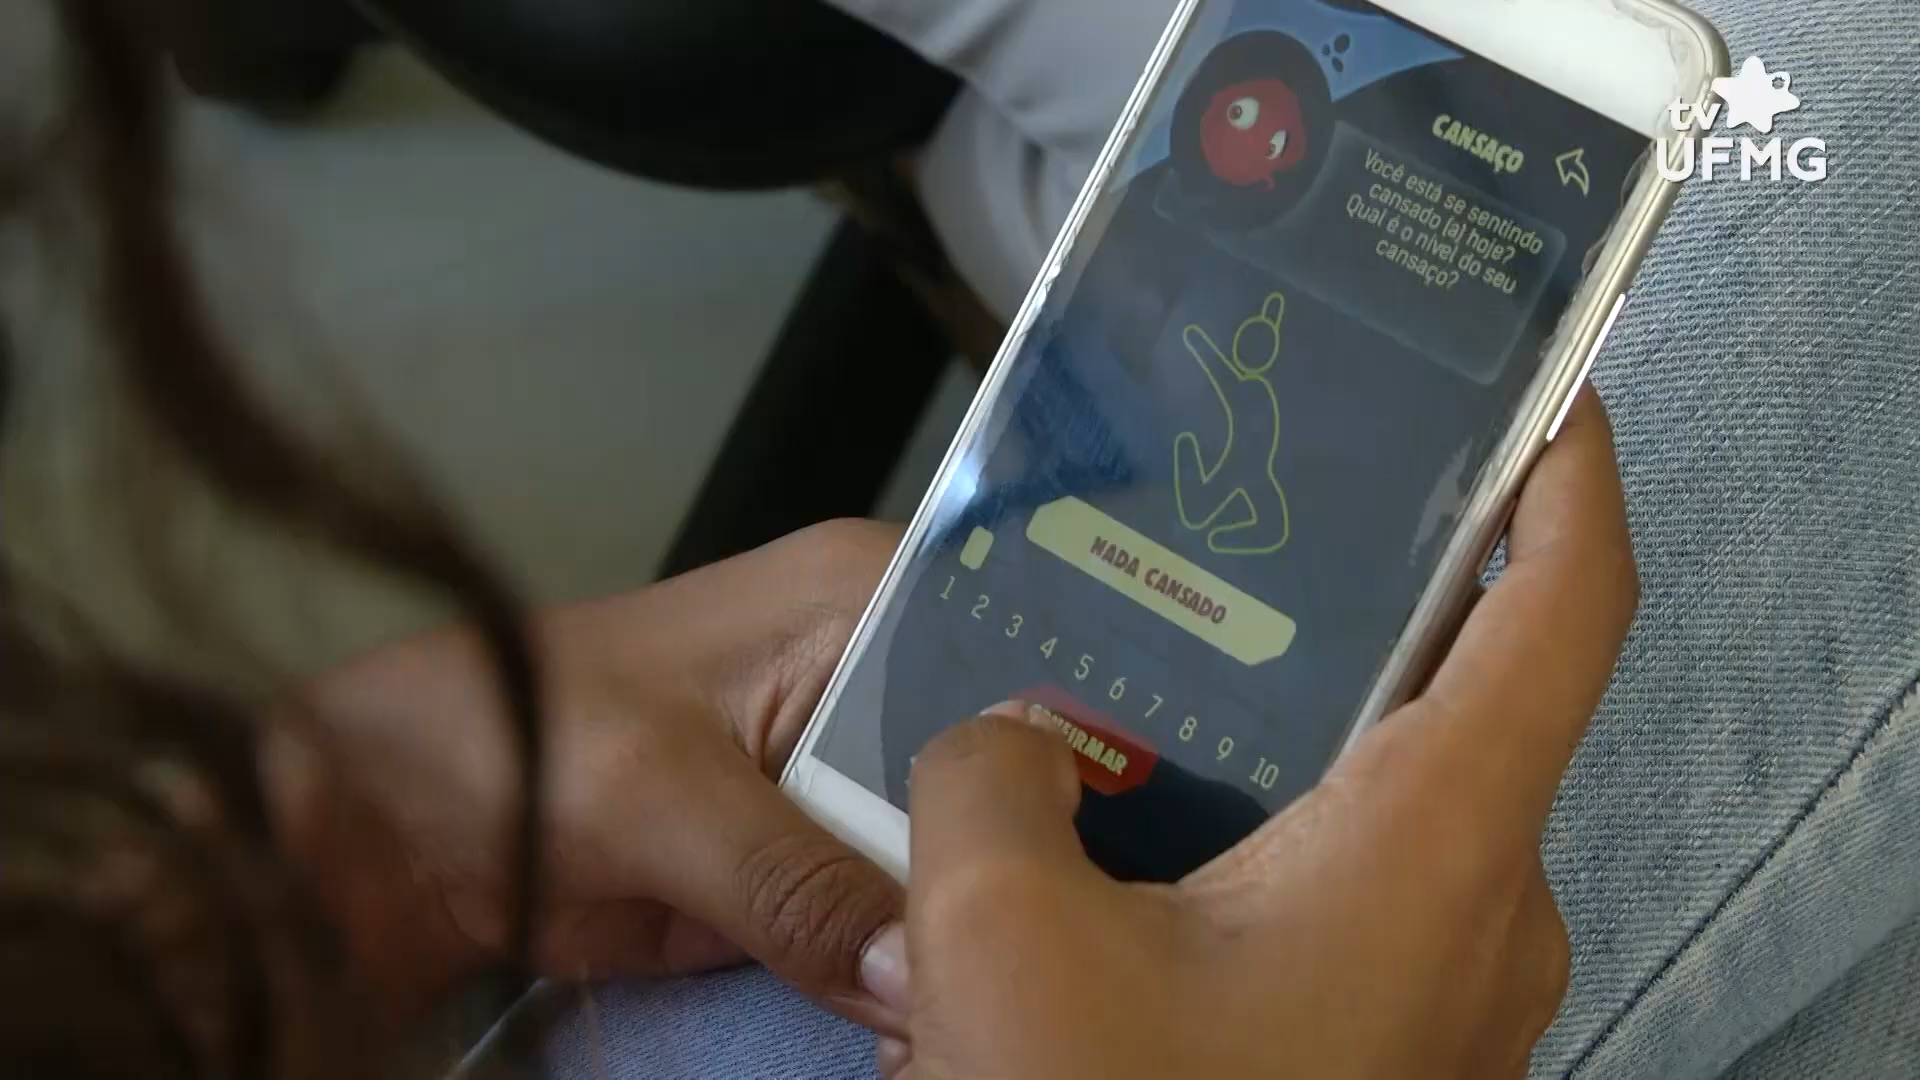 tv
UFMG
CANSAÇO
Você está se sentindo
cansado (a) hoje?
Qual é o nível do seu
cansaço?
NADA CANSADO
1 2 3 4 5 6 7 8 9 10
CONFIRMAR